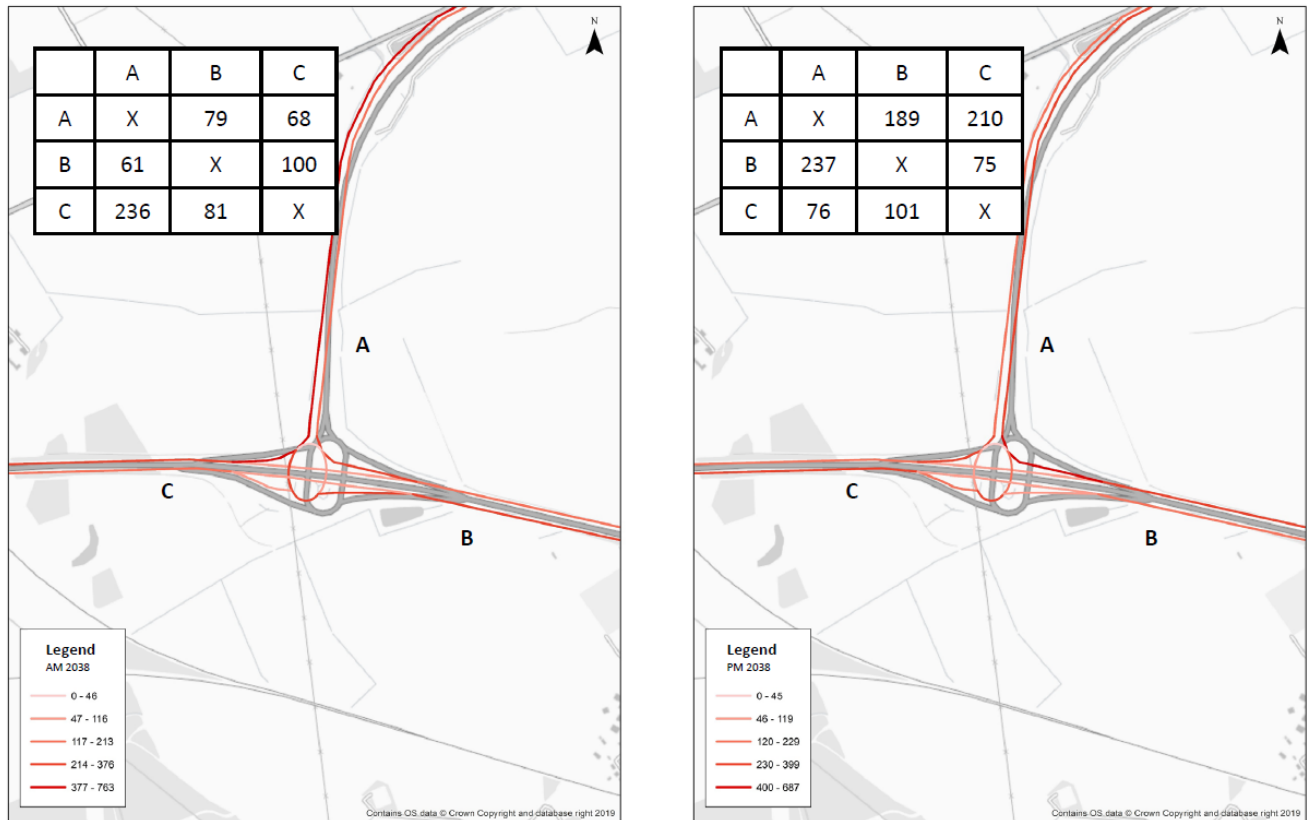 N
A B C
A X 79 68
B 61 X 100
C 236 81 X
A
C
B
Legend
AM 2038
0 - 46
47 - 116
117 - 213
214 - 376
377 - 763
Contains OS data © Crown Copyright and database right 2019
N
A B C
A X 189 210
B 237 X 75
C 76 101 X
A
C
B
Legend
PM 2038
0 - 45
46 - 119
120 - 229
230 - 399
400 - 687
Contains OS data © Crown Copyright and database right 2019